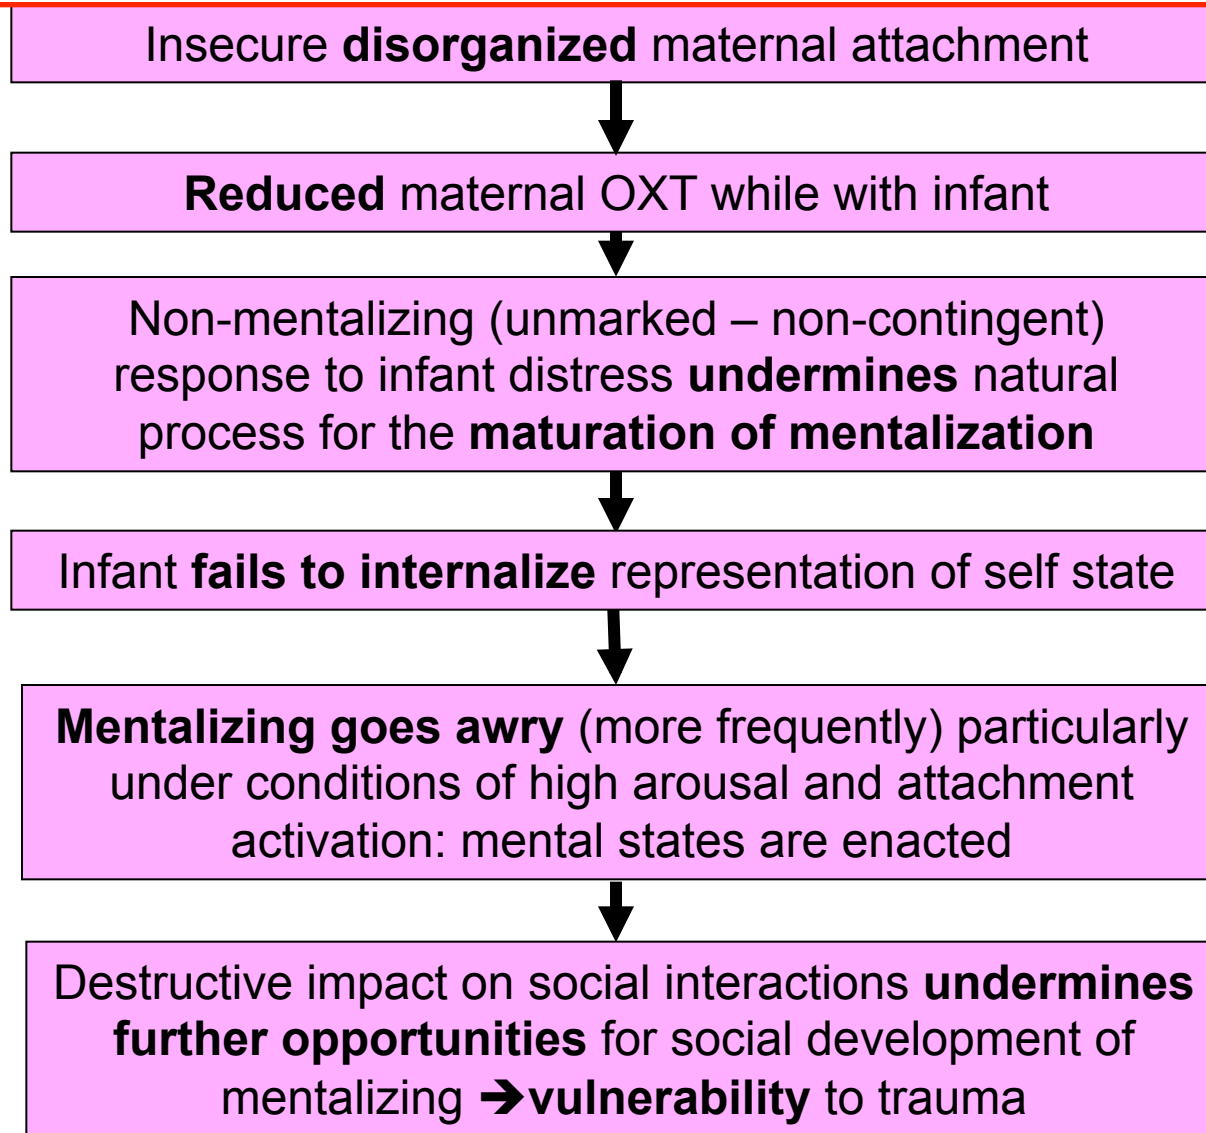 Insecure disorganized maternal attachment
Reduced maternal OXT while with infant
Non-mentalizing (unmarked – non-contingent)
response to infant distress undermines natural
process for the maturation of mentalization
Infant fails to internalize representation of self state
Mentalizing goes awry (more frequently) particularly
under conditions of high arousal and attachment
activation: mental states are enacted
Destructive impact on social interactions undermines
further opportunities for social development of
mentalizing ➔vulnerability to trauma